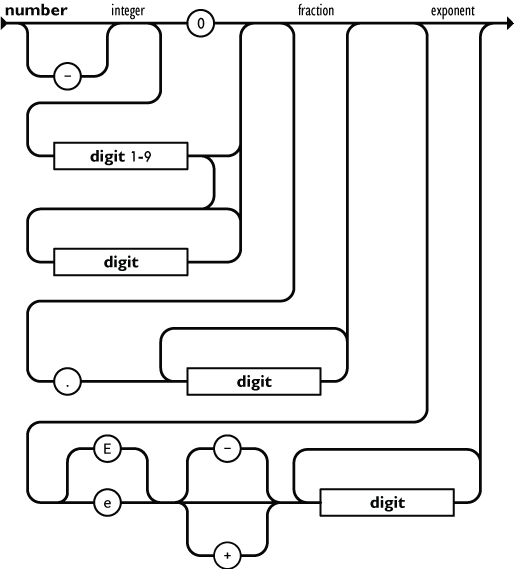 number integer 0 fraction exponent
-
digit 1-9
digit
. digit
E -
e digit
+